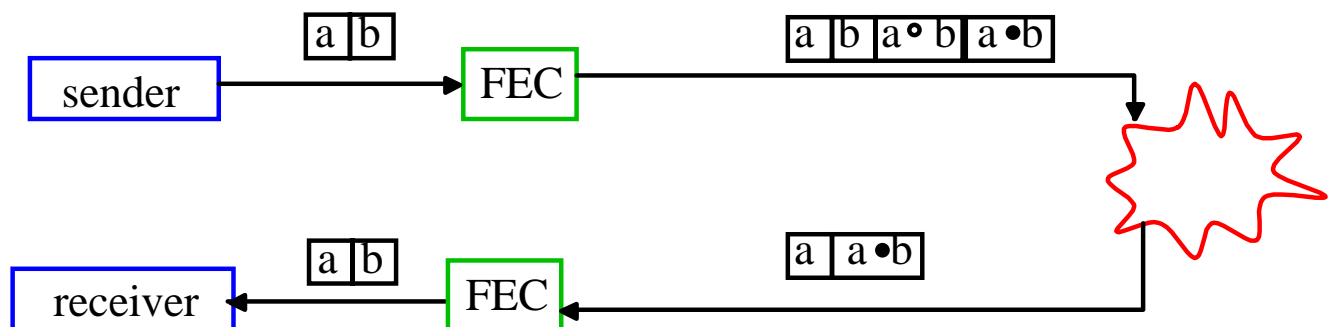 a b
a b a ∘ b a • b
sender
FEC
a b
a • b
receiver
FEC